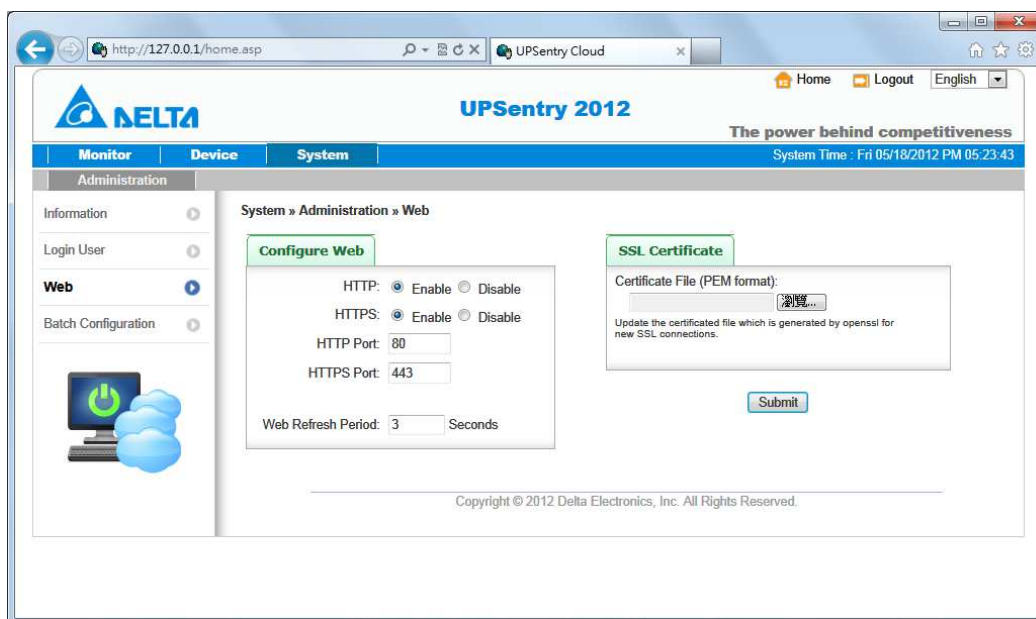 http://127.0.0.1/home.asp
UPSentry Cloud
Home Logout English
DELTA
UPSentry 2012
The power behind competitiveness
Monitor Device System
System Time : Fri 05/18/2012 PM 05:23:43
Administration
Information
Login User
Web
Batch Configuration
System » Administration » Web
Configure Web
HTTP: Enable Disable
HTTPS: Enable Disable
HTTP Port: 80
HTTPS Port: 443
Web Refresh Period: 3 Seconds
SSL Certificate
Certificate File (PEM format):
瀏覽...
Update the certificated file which is generated by openssl for
new SSL connections.
Submit
Copyright © 2012 Delta Electronics, Inc. All Rights Reserved.